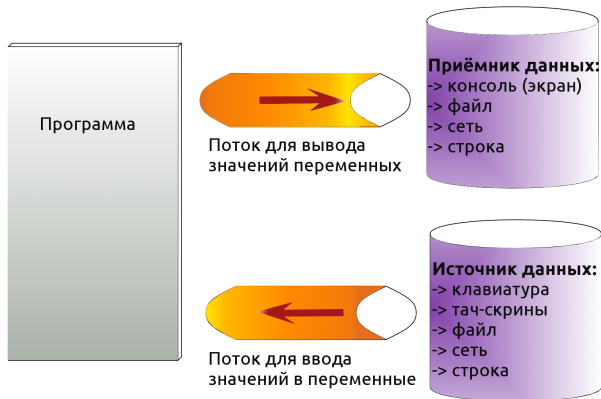 Программа
Поток для вывода
значений переменных
Приёмник данных:
-> консоль (экран)
-> файл
-> сеть
-> строка
Поток для ввода
значений в переменные
Источник данных:
-> клавиатура
-> тач-скрины
-> файл
-> сеть
-> строка